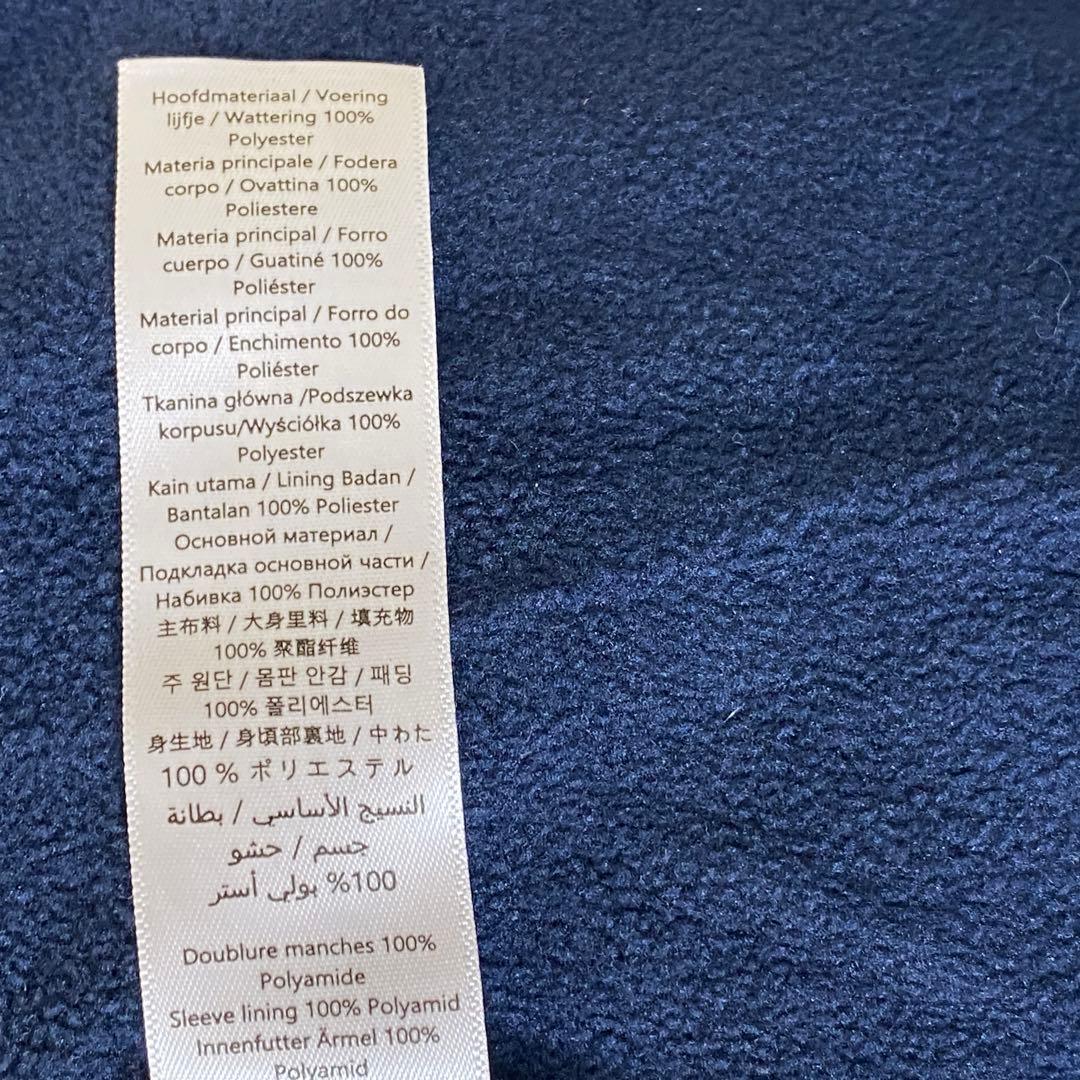 Hoofdmateriaal / Voering
lijfje / Wattering 100%
Polyester
Materia principale / Fodera
corpo / Ovattina 100%
Poliestere
Materia principal / Forro
cuerpo / Guatiné 100%
Poliéster
Material principal / Forro do
corpo / Enchimento 100%
Poliéster
Tkanina główna /Podszewka
korpusu/Wyściółka 100%
Polyester
Kain utama / Lining Badan /
Bantalan 100% Poliester
Основной материал /
Подкладка основной части /
Набивка 100% Полиэстер
主布料 / 大身里料 / 填充物
100% 聚酯纤维
주 원단 / 몸판 안감 / 패딩
100% 폴리에스터
身生地 / 身頃部裏地 / 中わた
100 % ポリエステル
النسيج الأساسي / بطانة
جسم / حشو
100% بولي أستر
Doublure manches 100%
Polyamide
Sleeve lining 100% Polyamid
Innenfutter Ärmel 100%
Polyamid